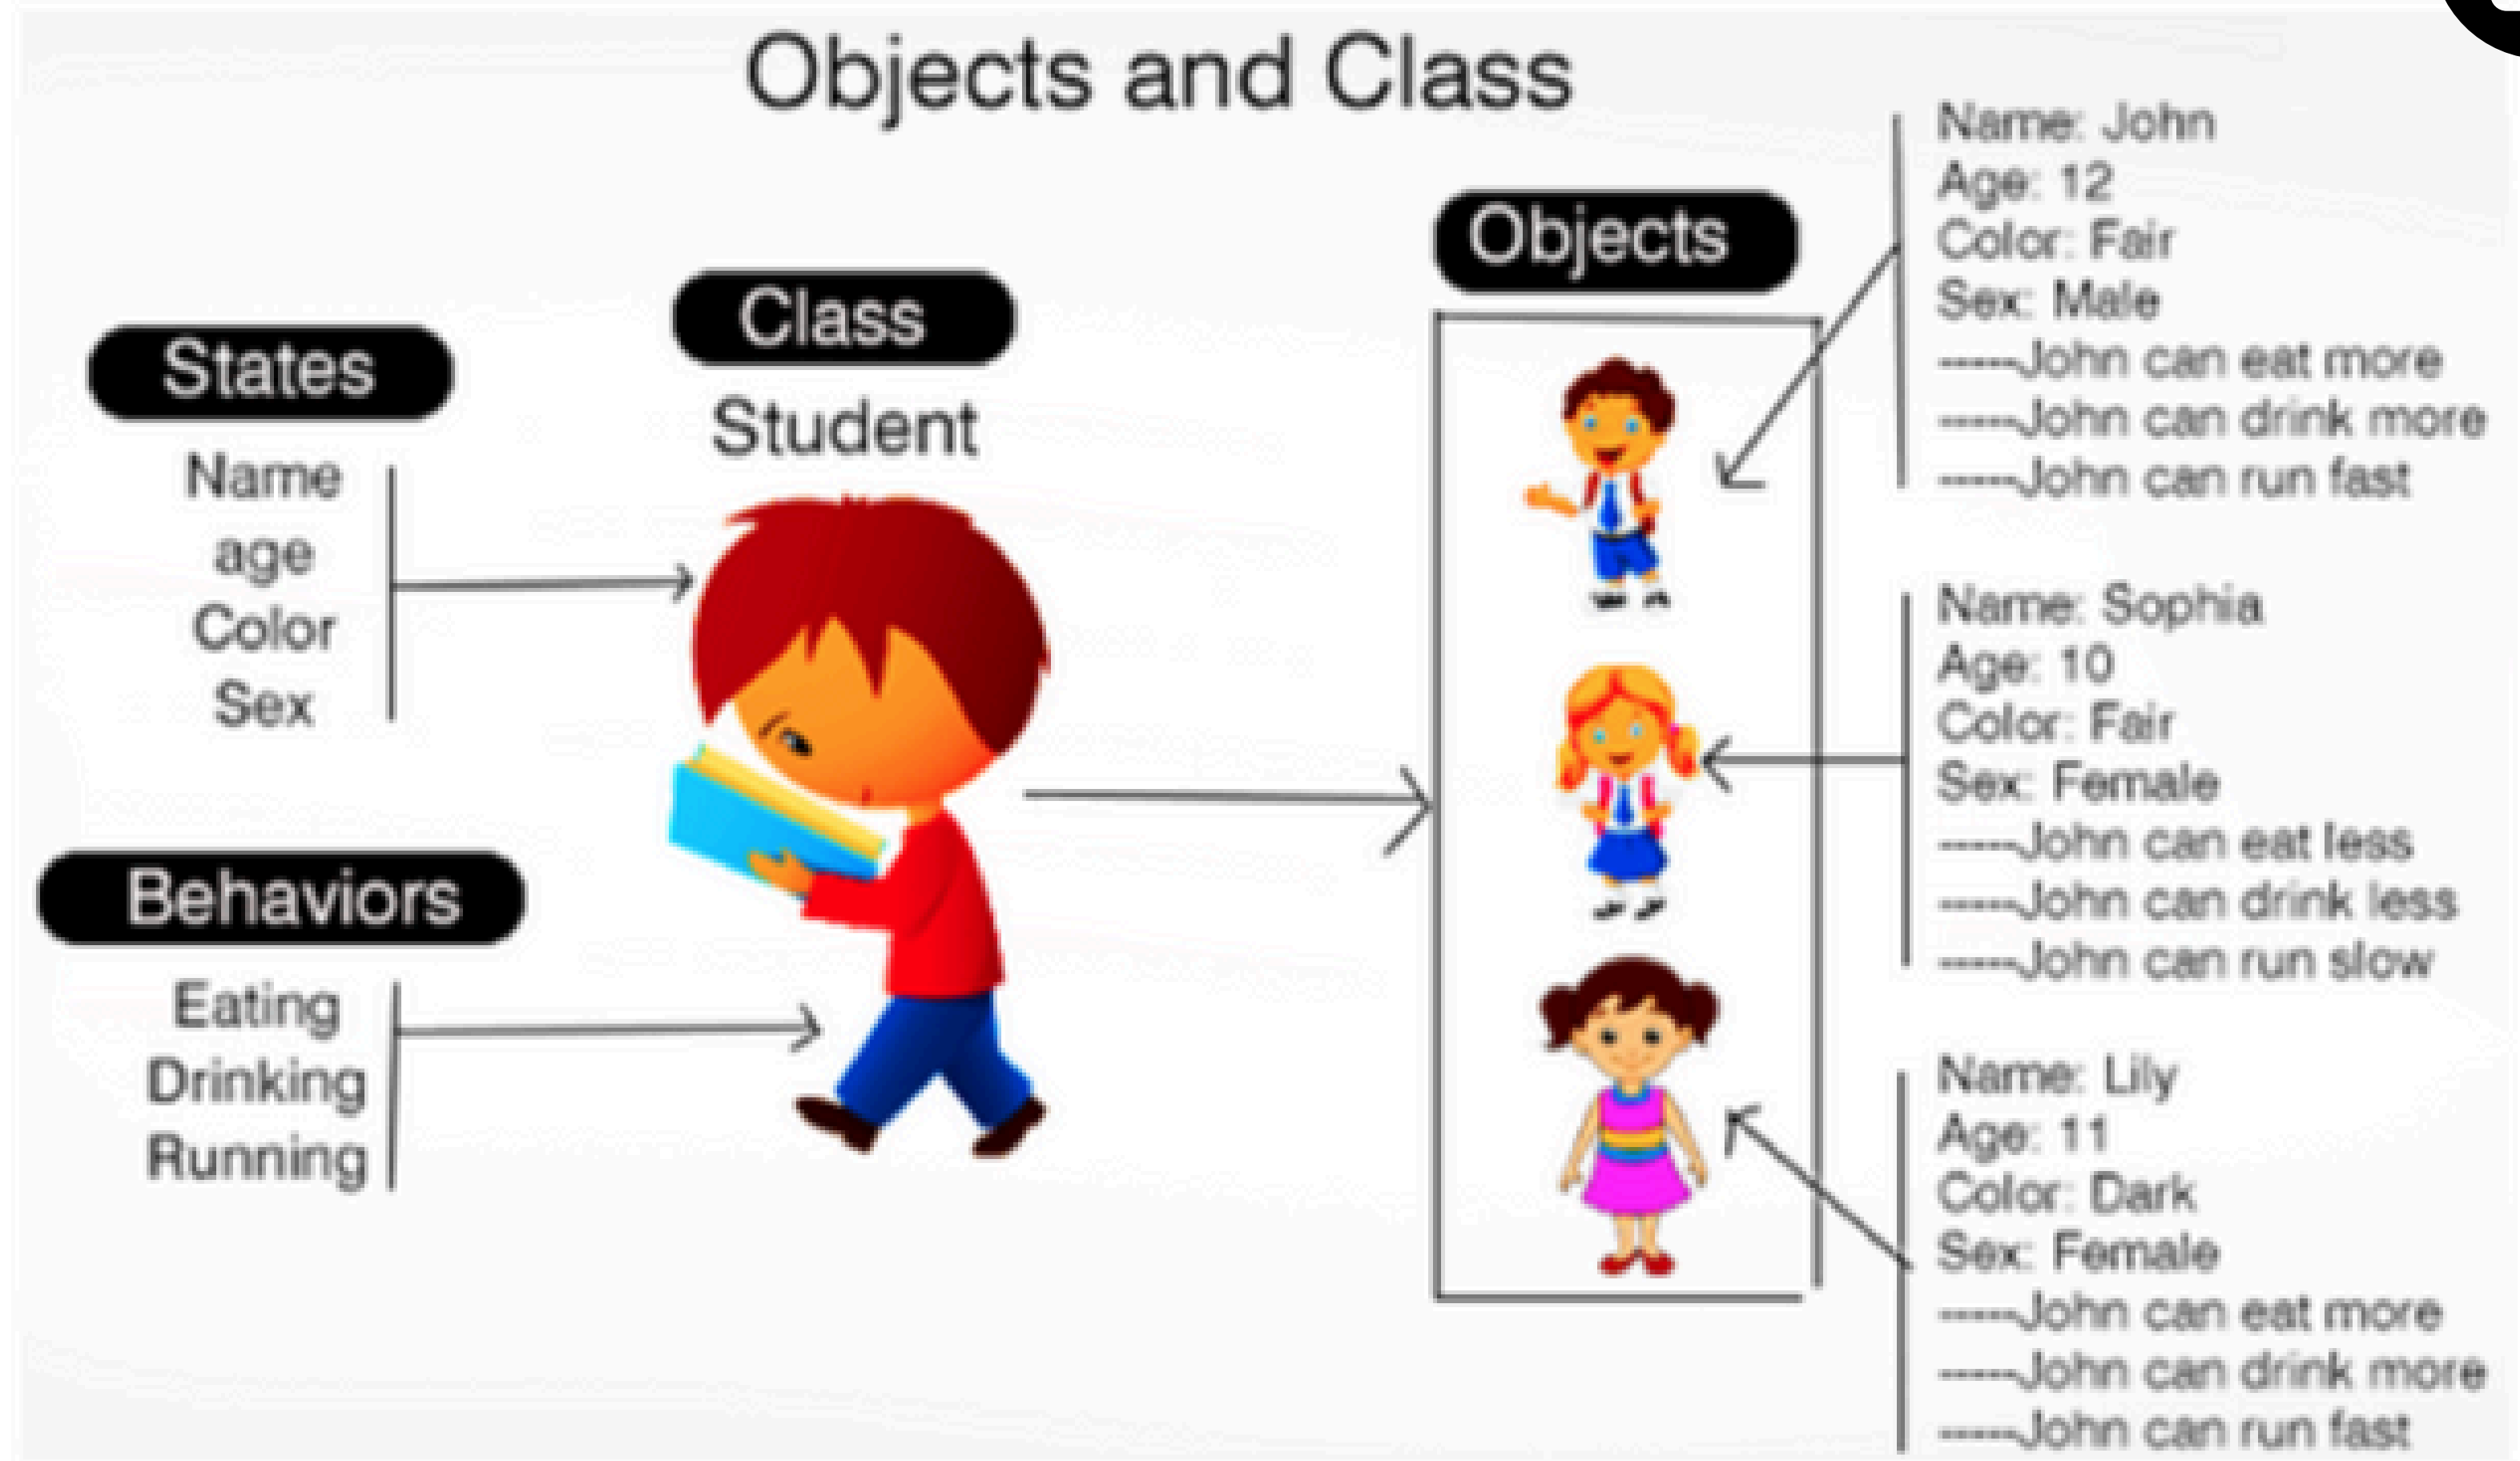 Objects and Class
States
Name
age
Color
Sex
Behaviors
Eating
Drinking
Running
Class
Student
Objects
Name: John
Age: 12
Color: Fair
Sex: Male
-----John can eat more
-----John can drink more
-----John can run fast
Name: Sophia
Age: 10
Color: Fair
Sex: Female
-----John can eat less
-----John can drink less
-----John can run slow
Name: Lily
Age: 11
Color: Dark
Sex: Female
-----John can eat more
-----John can drink more
-----John can run fast